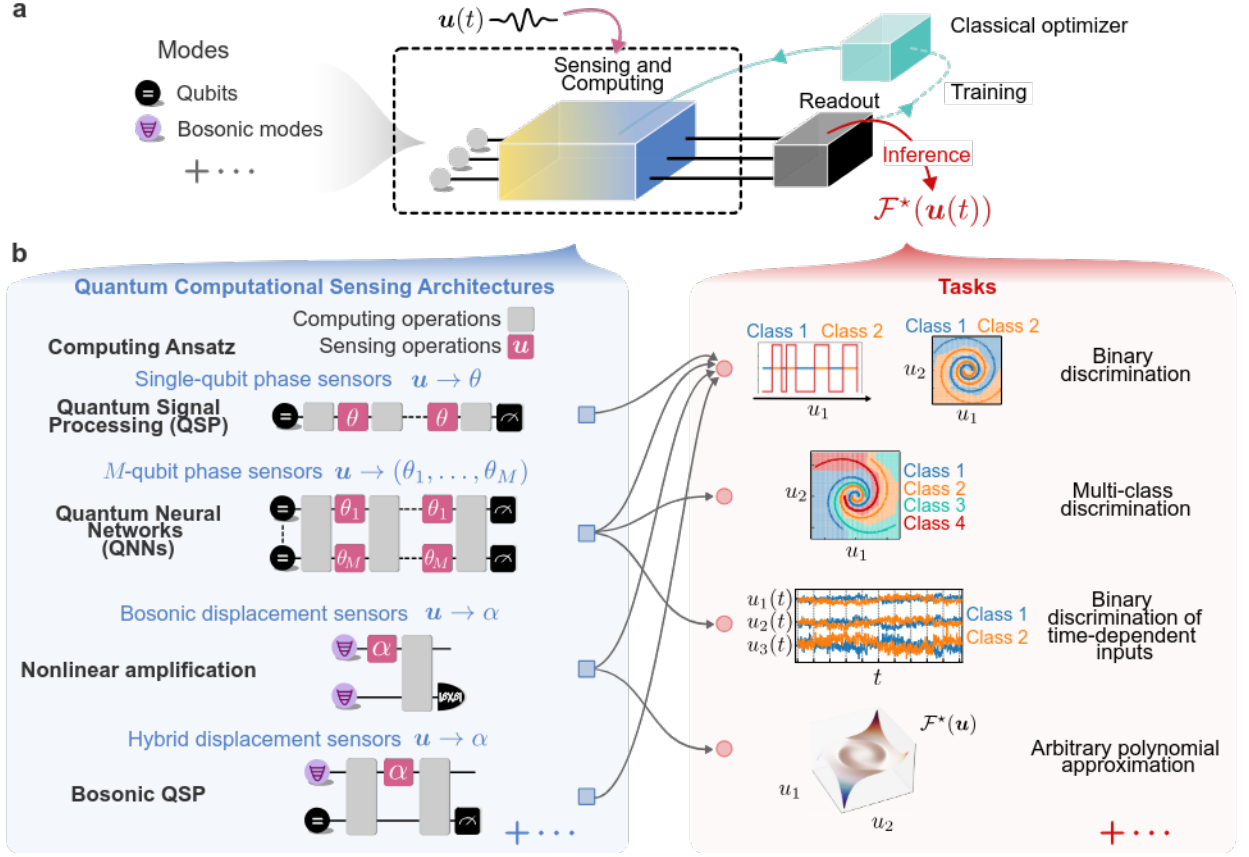 a
u(t)
Modes
Qubits
Bosonic modes
+ ···
Sensing and
Computing
Readout
Classical optimizer
Training
Inference
ℱ⋆(u(t))
b
Quantum Computational Sensing Architectures
Computing operations
Sensing operations u
Computing Ansatz
Single-qubit phase sensors u → θ
Quantum Signal
Processing (QSP)
θ θ
M-qubit phase sensors u → (θ₁, . . . , θ_M)
Quantum Neural
Networks
(QNNs)
θ₁ θ₁
θ_M θ_M
Bosonic displacement sensors u → α
Nonlinear amplification
α
Hybrid displacement sensors u → α
Bosonic QSP
α
+ ···
Tasks
Class 1 Class 2
u₁
Class 1 Class 2
u₂
u₁
Binary
discrimination
u₂
Class 1
Class 2
Class 3
Class 4
u₁
Multi-class
discrimination
u₁(t)
u₂(t)
u₃(t)
Class 1
Class 2
t
Binary
discrimination of
time-dependent
inputs
ℱ⋆(u)
u₁
u₂
Arbitrary polynomial
approximation
+ ···